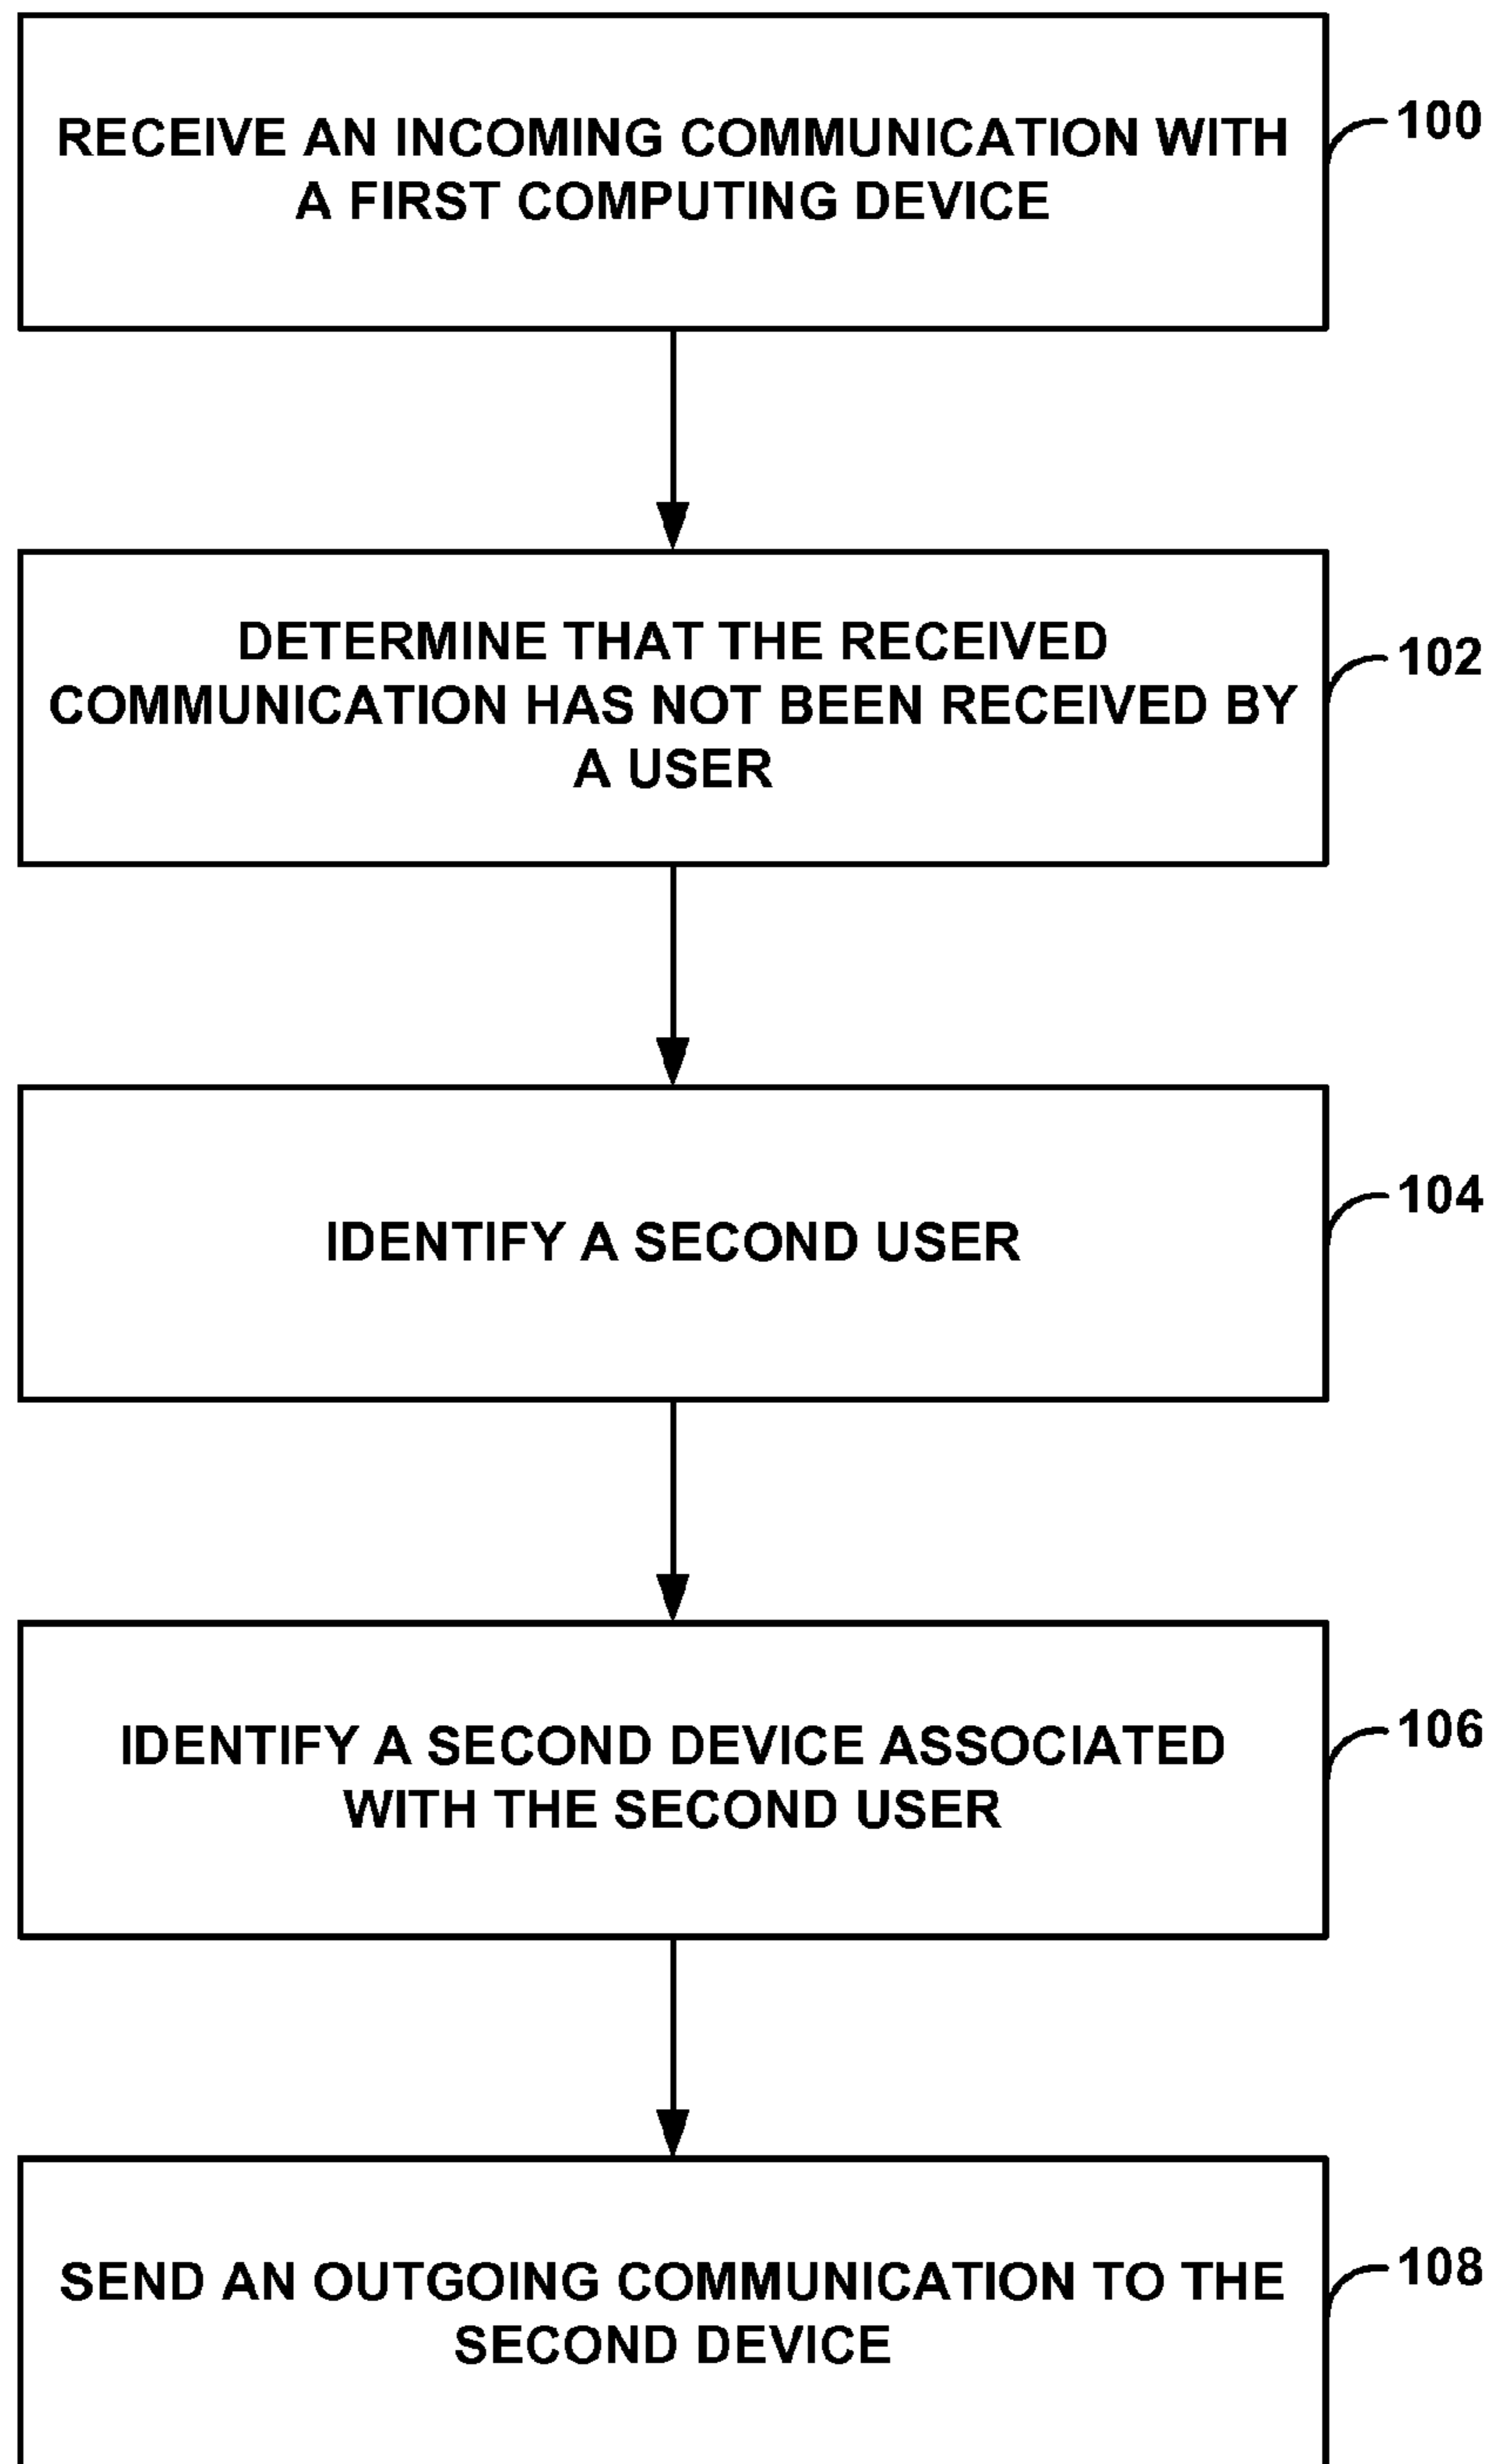 RECEIVE AN INCOMING COMMUNICATION WITH
A FIRST COMPUTING DEVICE
100
DETERMINE THAT THE RECEIVED
COMMUNICATION HAS NOT BEEN RECEIVED BY
A USER
102
IDENTIFY A SECOND USER
104
IDENTIFY A SECOND DEVICE ASSOCIATED
WITH THE SECOND USER
106
SEND AN OUTGOING COMMUNICATION TO THE
SECOND DEVICE
108